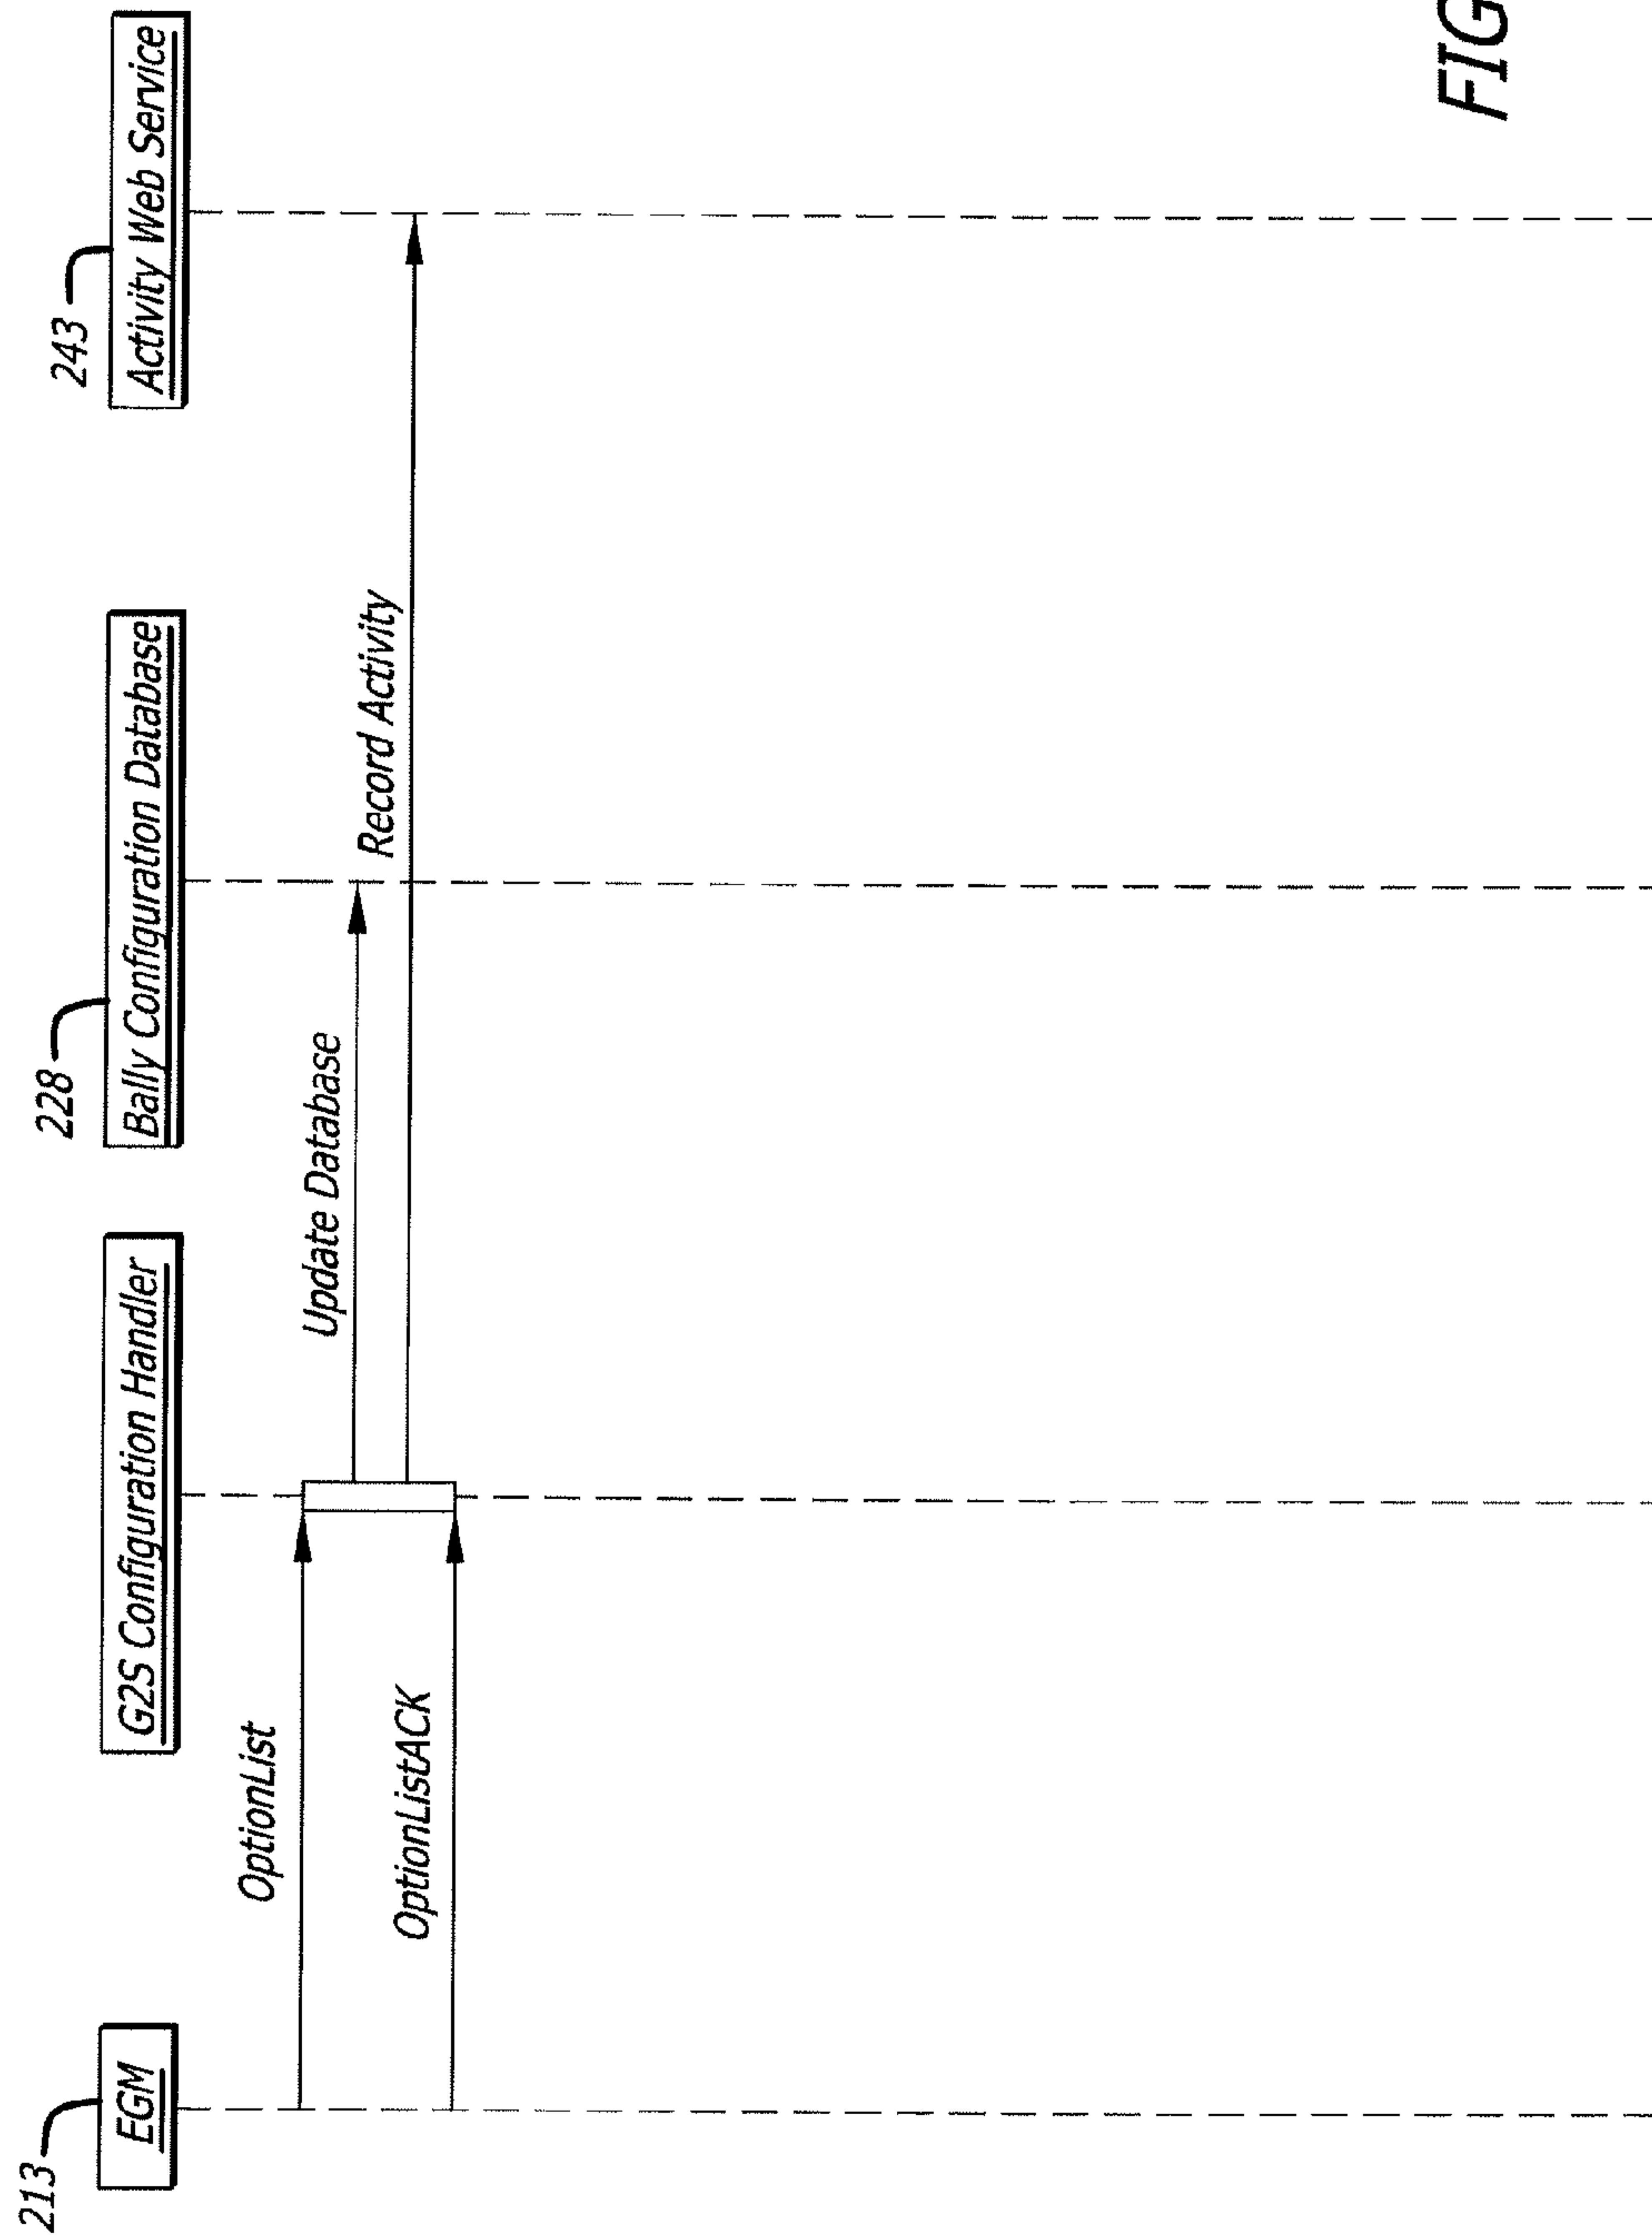 213
EGM
G2S Configuration Handler
228
Bally Configuration Database
243
Activity Web Service
OptionList
Update Database
Record Activity
OptionListACK
FIG